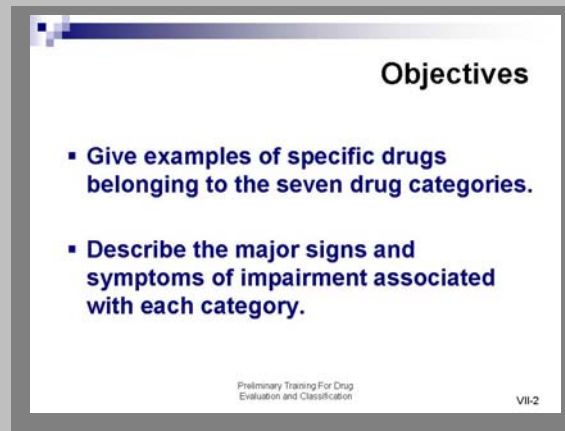 Objectives
▪ Give examples of specific drugs
belonging to the seven drug categories.
▪ Describe the major signs and
symptoms of impairment associated
with each category.
Preliminary Training For Drug
Evaluation and Classification
VII-2